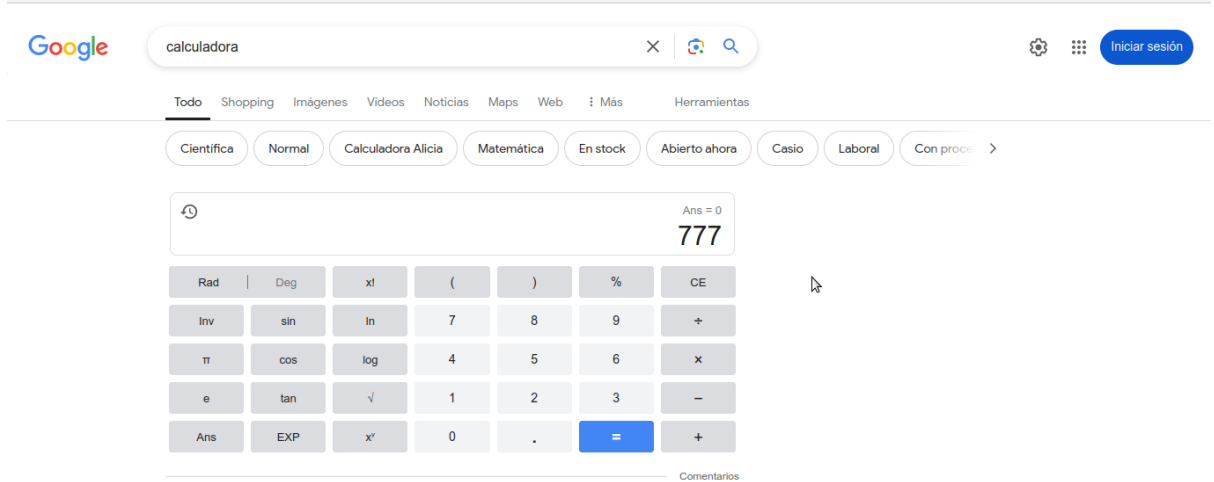 Google calculadora Iniciar sesión
Todo Shopping Imágenes Videos Noticias Maps Web Más Herramientas
Científica Normal Calculadora Alicia Matemática En stock Abierto ahora Casio Laboral Con proce
Ans = 0
777
Rad | Deg x! ( ) % CE
Inv sin ln 7 8 9 ÷
π cos log 4 5 6 ×
e tan √ 1 2 3 −
Ans EXP xʸ 0 . = +
Comentarios